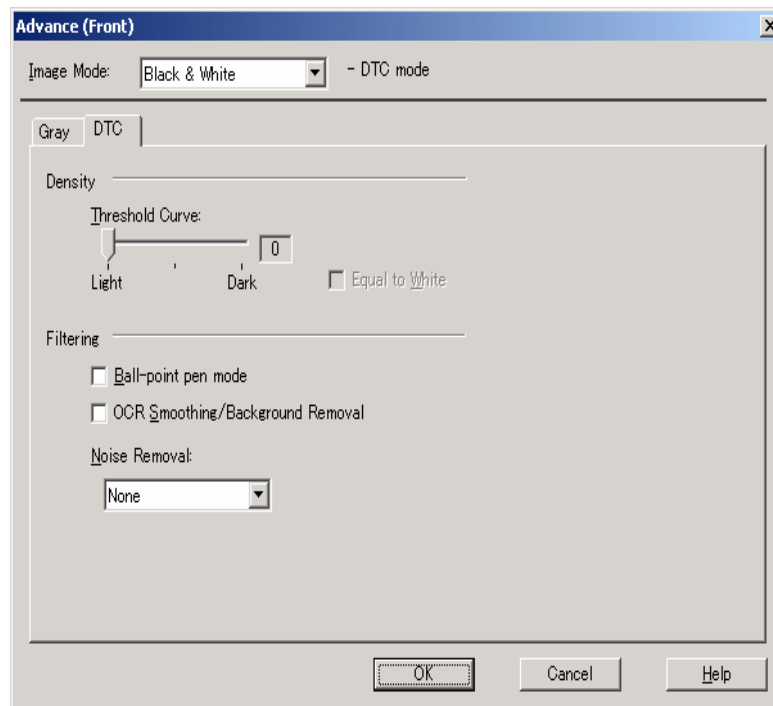 Advance (Front)
Image Mode: Black & White - DTC mode
Gray DTC
Density
Threshold Curve:
0
Light Dark Equal to White
Filtering
Ball-point pen mode
OCR Smoothing/Background Removal
Noise Removal:
None
OK Cancel Help